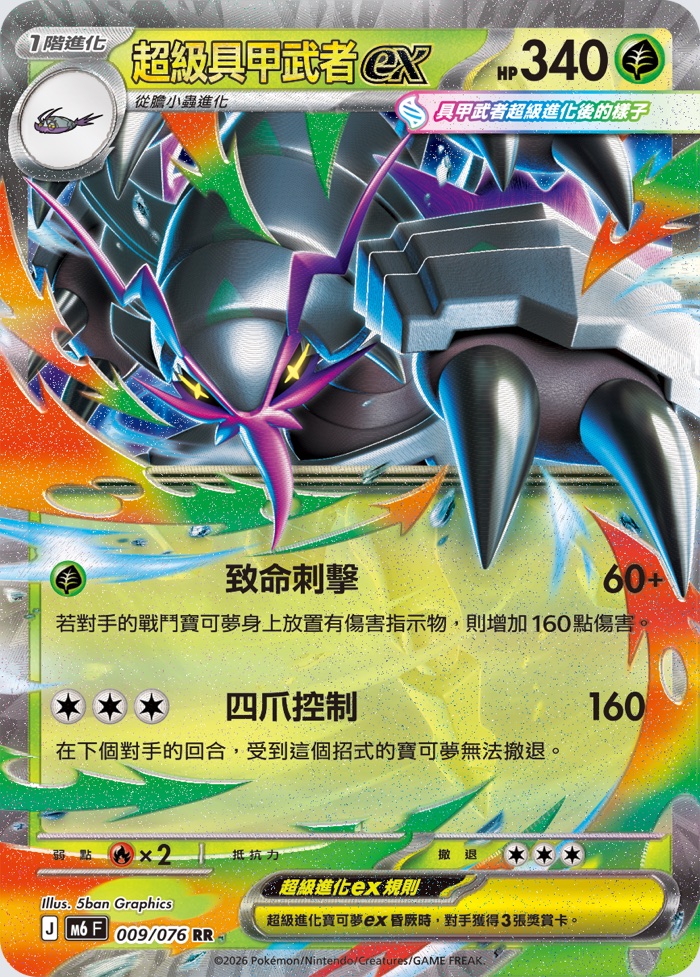 1階進化
超級具甲武者ex
HP340
從膽小蟲進化
具甲武者超級進化後的樣子
致命刺擊 60+
若對手的戰鬥寶可夢身上放置有傷害指示物，則增加160點傷害。
四爪控制 160
在下個對手的回合，受到這個招式的寶可夢無法撤退。
弱點 ×2 抵抗力 撤退
Illus. 5ban Graphics
超級進化ex規則
超級進化寶可夢ex昏厥時，對手獲得3張獎賞卡。
J m6 F 009/076 RR
©2026 Pokémon/Nintendo/Creatures/GAME FREAK.